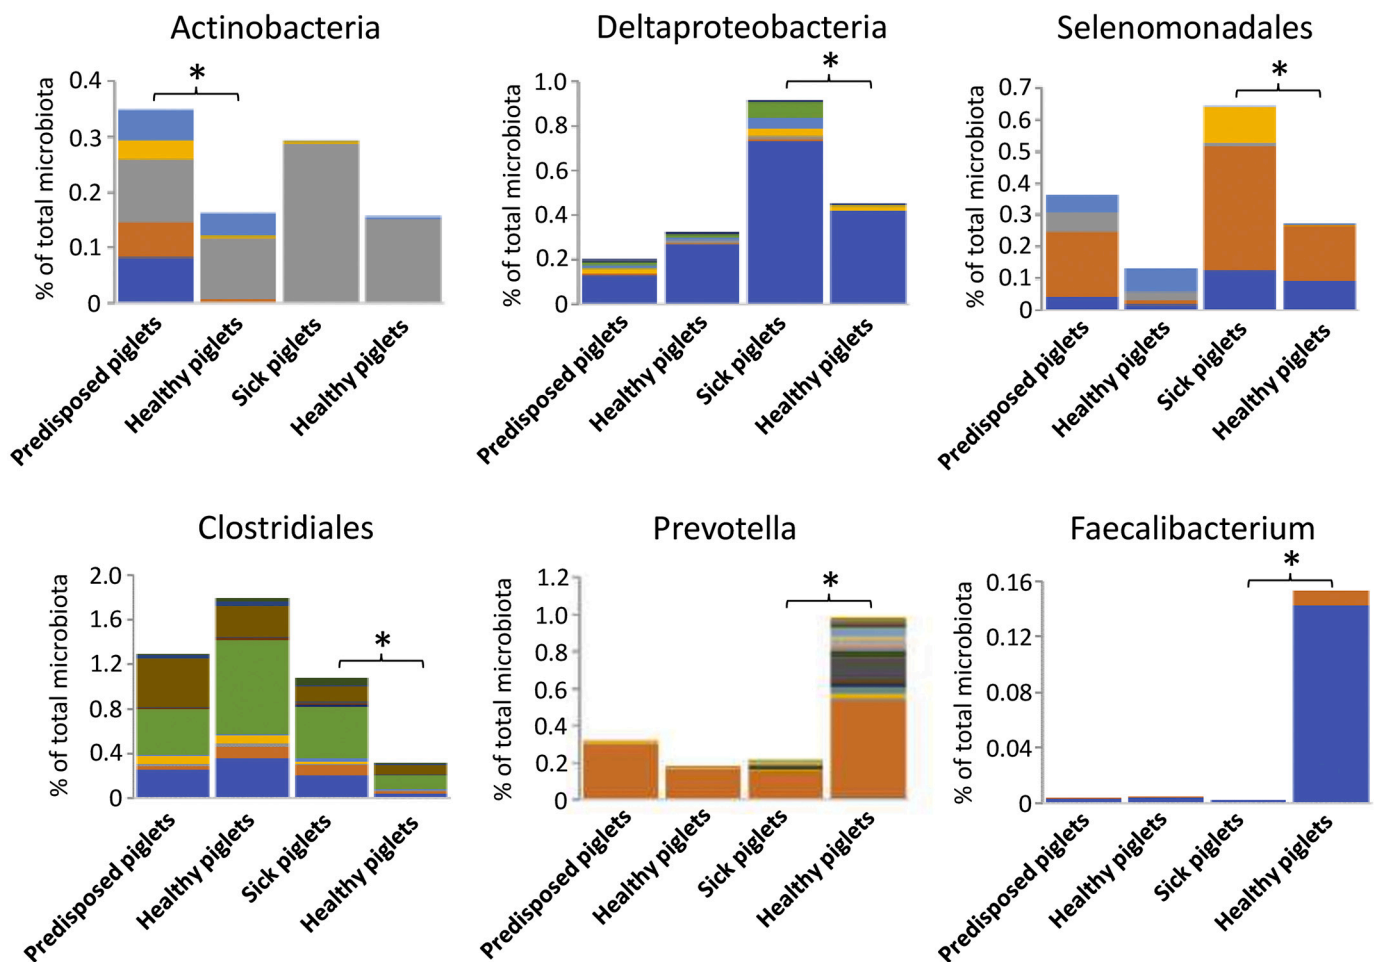 Actinobacteria
% of total microbiota
0.4
0.3
0.2
0.1
0
*
Predisposed piglets
Healthy piglets
Sick piglets
Healthy piglets
Deltaproteobacteria
% of total microbiota
1.0
0.8
0.6
0.4
0.2
0
*
Predisposed piglets
Healthy piglets
Sick piglets
Healthy piglets
Selenomonadales
% of total microbiota
0.7
0.6
0.5
0.4
0.3
0.2
0.1
0
*
Predisposed piglets
Healthy piglets
Sick piglets
Healthy piglets
Clostridiales
% of total microbiota
2.0
1.6
1.2
0.8
0.4
0
*
Predisposed piglets
Healthy piglets
Sick piglets
Healthy piglets
Prevotella
% of total microbiota
1.2
1.0
0.8
0.6
0.4
0.2
0
*
Predisposed piglets
Healthy piglets
Sick piglets
Healthy piglets
Faecalibacterium
% of total microbiota
0.16
0.12
0.08
0.04
0
*
Predisposed piglets
Healthy piglets
Sick piglets
Healthy piglets